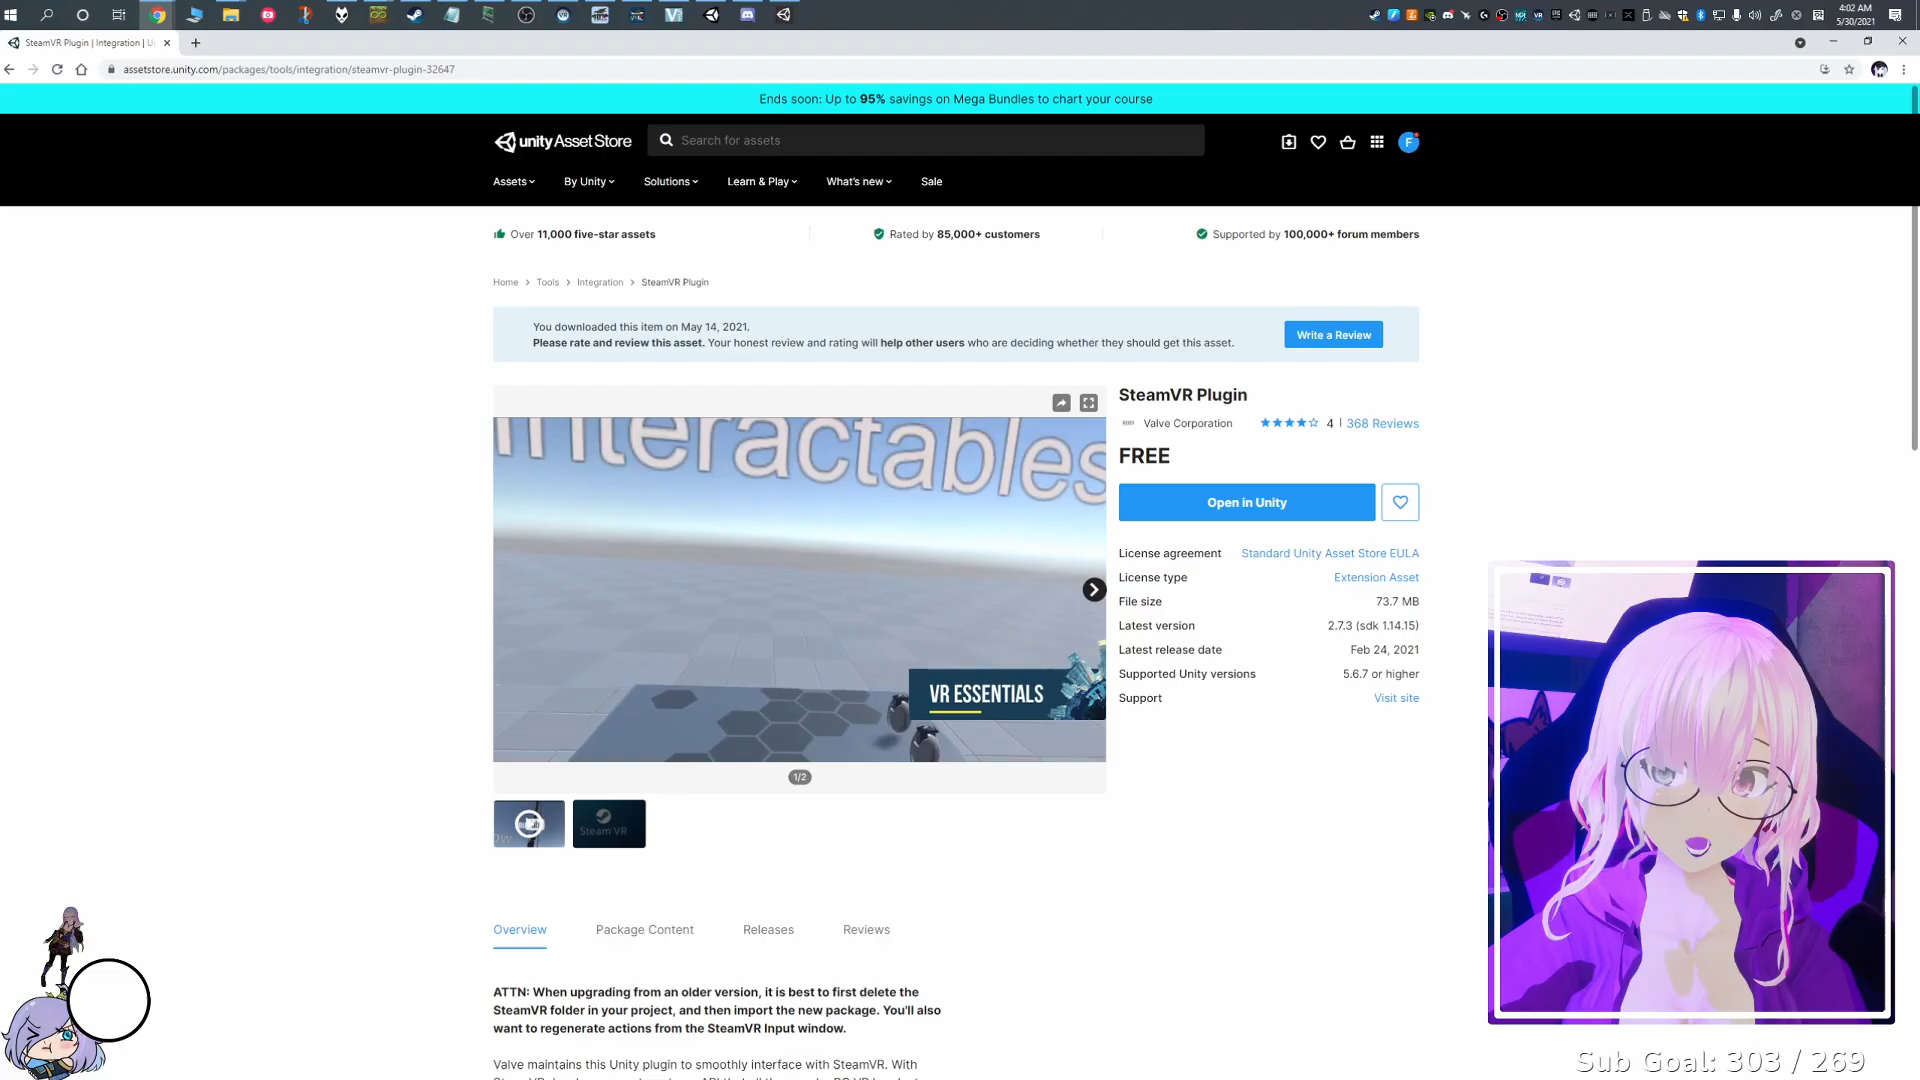 4:02 AM
5/30/2021
SteamVR Plugin | Integration | U
assetstore.unity.com/packages/tools/integration/steamvr-plugin-32647
Ends soon: Up to 95% savings on Mega Bundles to chart your course
unity Asset Store
Search for assets
F
Assets
By Unity
Solutions
Learn & Play
What's new
Sale
Over 11,000 five-star assets
Rated by 85,000+ customers
Supported by 100,000+ forum members
Home > Tools > Integration > SteamVR Plugin
You downloaded this item on May 14, 2021.
Please rate and review this asset. Your honest review and rating will help other users who are deciding whether they should get this asset.
Write a Review
Interactables
VR ESSENTIALS
1/2
Steam VR
SteamVR Plugin
Valve Corporation
4 | 368 Reviews
FREE
Open in Unity
License agreement Standard Unity Asset Store EULA
License type Extension Asset
File size 73.7 MB
Latest version 2.7.3 (sdk 1.14.15)
Latest release date Feb 24, 2021
Supported Unity versions 5.6.7 or higher
Support Visit site
Overview
Package Content
Releases
Reviews
ATTN: When upgrading from an older version, it is best to first delete the
SteamVR folder in your project, and then import the new package. You'll also
want to regenerate actions from the SteamVR Input window.
Valve maintains this Unity plugin to smoothly interface with SteamVR. With
Sub Goal: 303 / 269